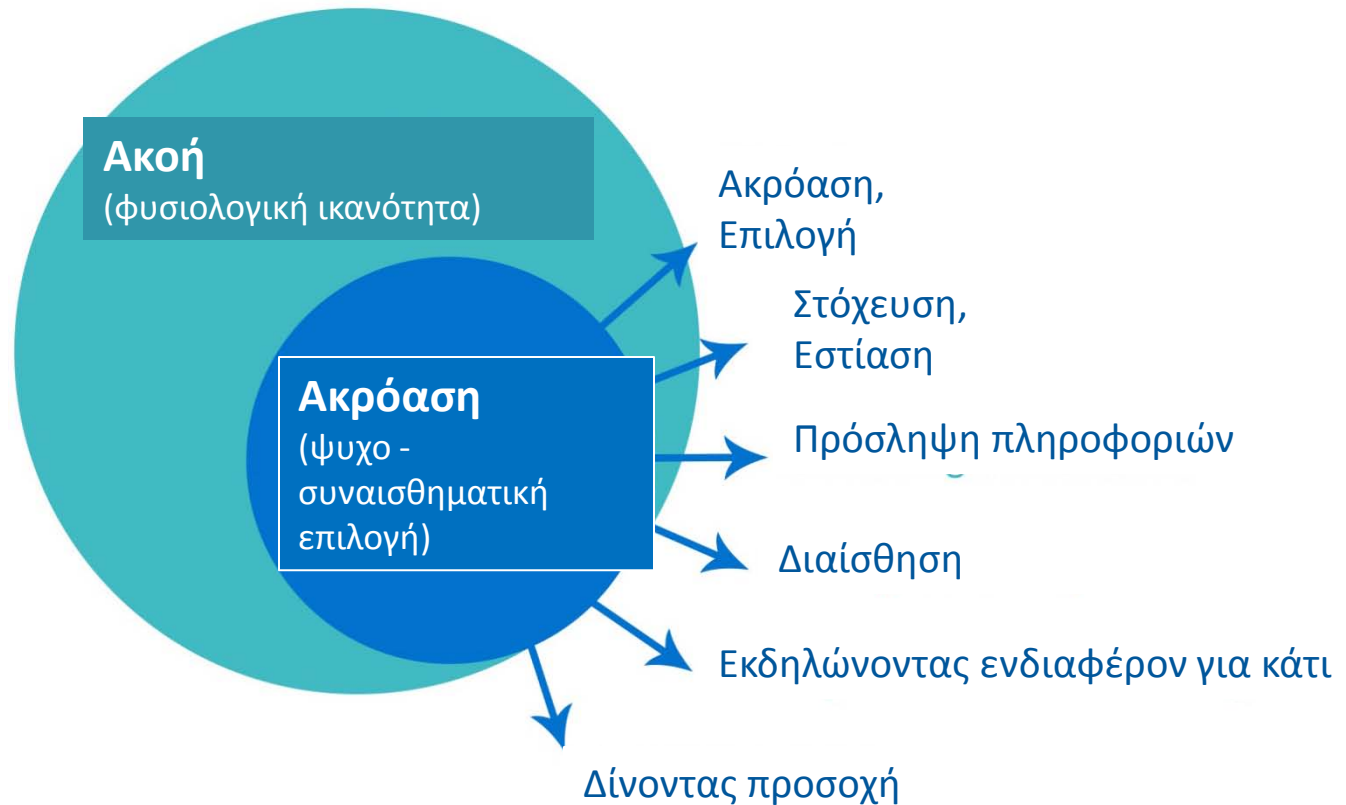 Ακοή
(φυσιολογική ικανότητα)
Ακρόαση
(ψυχο -
συναισθηματική
επιλογή)
Ακρόαση,
Επιλογή
Στόχευση,
Εστίαση
Πρόσληψη πληροφοριών
Διαίσθηση
Εκδηλώνοντας ενδιαφέρον για κάτι
Δίνοντας προσοχή